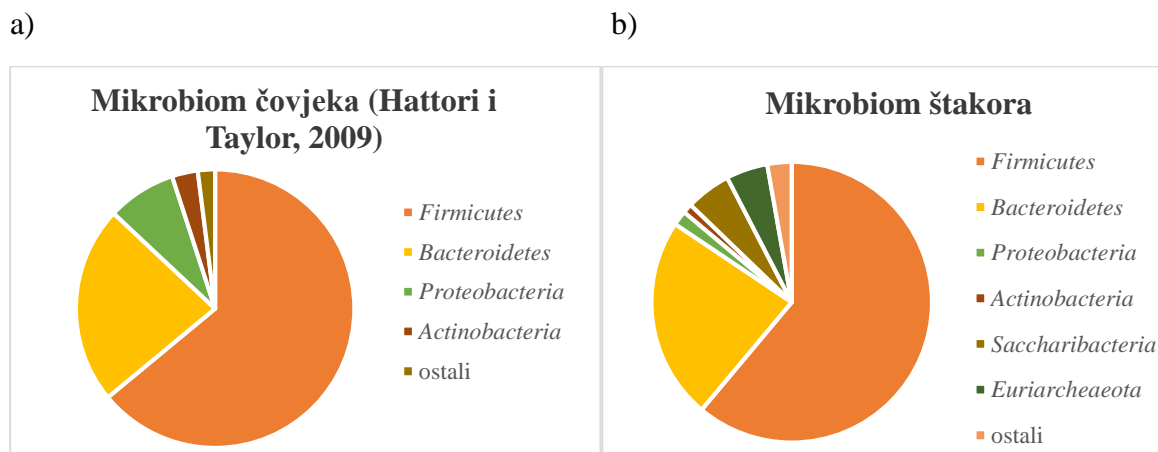 a)
b)
Mikrobiom čovjeka (Hattori i
Taylor, 2009)
Firmicutes
Bacteroidetes
Proteobacteria
Actinobacteria
ostali
Mikrobiom štakora
Firmicutes
Bacteroidetes
Proteobacteria
Actinobacteria
Saccharibacteria
Euriarcheaeota
ostali